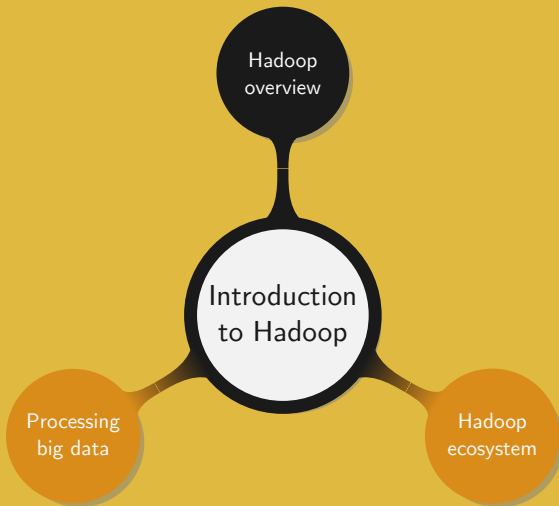 Hadoop
overview
Introduction
to Hadoop
Processing
big data
Hadoop
ecosystem